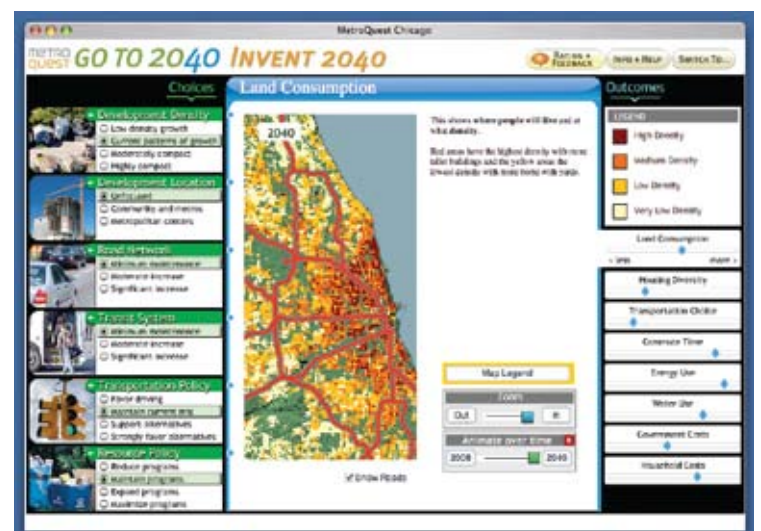 MetroQuest Chicago
METRO QUEST GO TO 2040 INVENT 2040
RATING + FEEDBACK
INFO + HELP
SWITCH TO...
Choices
Development Density
Low density growth
Current patterns of growth
Moderately compact
Highly compact
Development Location
Unfocused
Community and metros
Metropolitan centers
Road Network
Minimum maintenance
Moderate increase
Significant increase
Transit System
Minimum maintenance
Moderate increase
Significant increase
Transportation Policy
Favor driving
Maintain current mix
Support alternatives
Strongly favor alternatives
Resource Policy
Reduce programs
Maintain programs
Expand programs
Maximize programs
Land Consumption
2040
This shows where people will live and at
what density.
Red areas have the highest density with more
taller buildings and the yellow areas the
lowest density with more homes with yards.
Map Legend
Zoom
Out
In
Animate over time
2008
2040
Show Roads
Outcomes
LEGEND
High Density
Medium Density
Low Density
Very Low Density
Land Consumption
‹ less more ›
Housing Diversity
Transportation Choice
Commute Time
Energy Use
Water Use
Government Costs
Household Costs